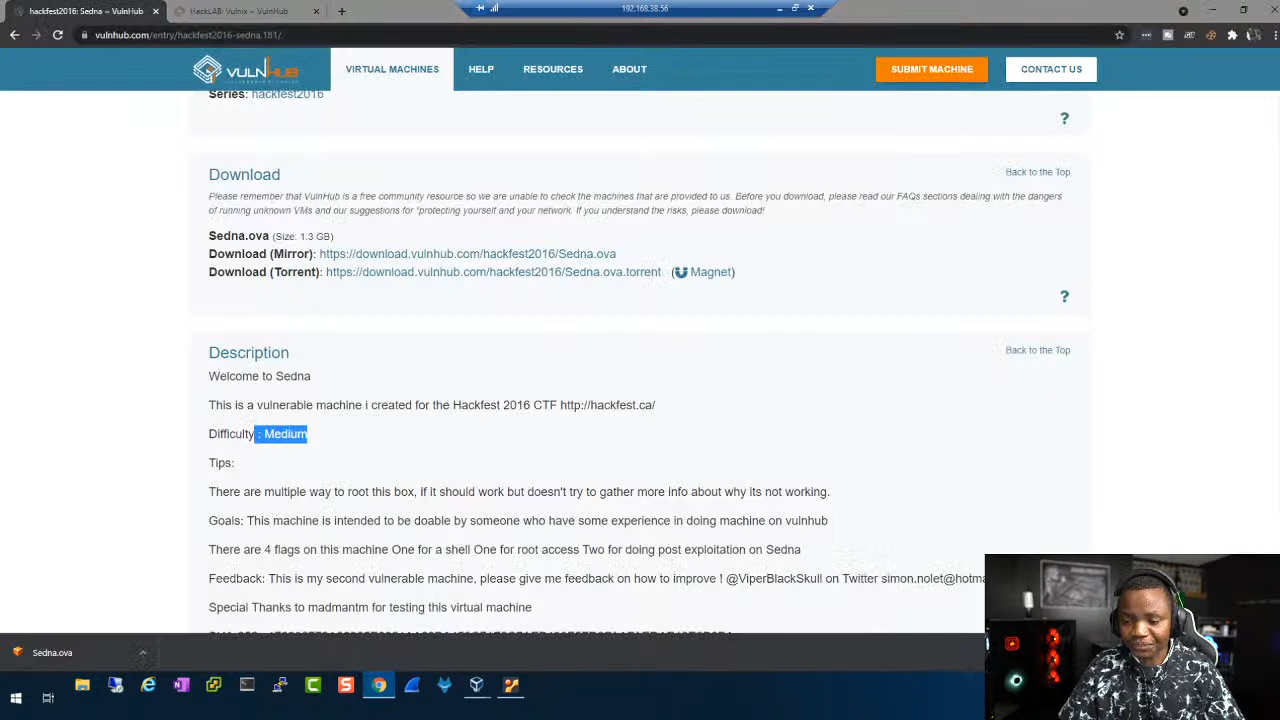 hackfest2016: Sedna ~ VulnHub
HackLAB: Vulnix ~ VulnHub
192.168.38.56
vulnhub.com/entry/hackfest2016-sedna,181/
VULNHUB
VIRTUAL MACHINES
HELP
RESOURCES
ABOUT
SUBMIT MACHINE
CONTACT US
Series: hackfest2016
?
Download
Back to the Top
Please remember that VulnHub is a free community resource so we are unable to check the machines that are provided to us. Before you download, please read our FAQs sections dealing with the dangers
of running unknown VMs and our suggestions for "protecting yourself and your network. If you understand the risks, please download!
Sedna.ova (Size: 1.3 GB)
Download (Mirror): https://download.vulnhub.com/hackfest2016/Sedna.ova
Download (Torrent): https://download.vulnhub.com/hackfest2016/Sedna.ova.torrent (Magnet)
?
Description
Back to the Top
Welcome to Sedna
This is a vulnerable machine i created for the Hackfest 2016 CTF http://hackfest.ca/
Difficulty : Medium
Tips:
There are multiple way to root this box, if it should work but doesn't try to gather more info about why its not working.
Goals: This machine is intended to be doable by someone who have some experience in doing machine on vulnhub
There are 4 flags on this machine One for a shell One for root access Two for doing post exploitation on Sedna
Feedback: This is my second vulnerable machine, please give me feedback on how to improve ! @ViperBlackSkull on Twitter simon.nolet@hotma
Special Thanks to madmantm for testing this virtual machine
Sedna.ova